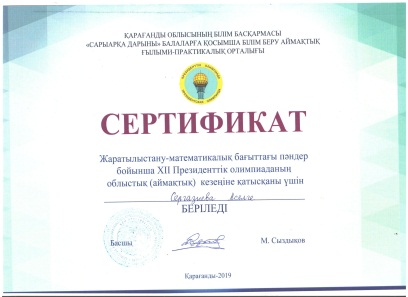 ҚАРАҒАНДЫ ОБЛЫСЫНЫҢ БІЛІМ БАСҚАРМАСЫ
«САРЫАРҚА ДАРЫНЫ» БАЛАЛАРҒА ҚОСЫМША БІЛІМ БЕРУ АЙМАҚТЫҚ
ҒЫЛЫМИ-ПРАКТИКАЛЫҚ ОРТАЛЫҒЫ
СЕРТИФИКАТ
Жаратылыстану-математикалық бағыттағы пәндер
бойынша XII Президенттік олимпиаданың
облыстық (аймақтық) кезеңіне қатысқаны үшін
БЕРІЛЕДІ
Басшы
М. Сыздыков
Қарағанды-2019